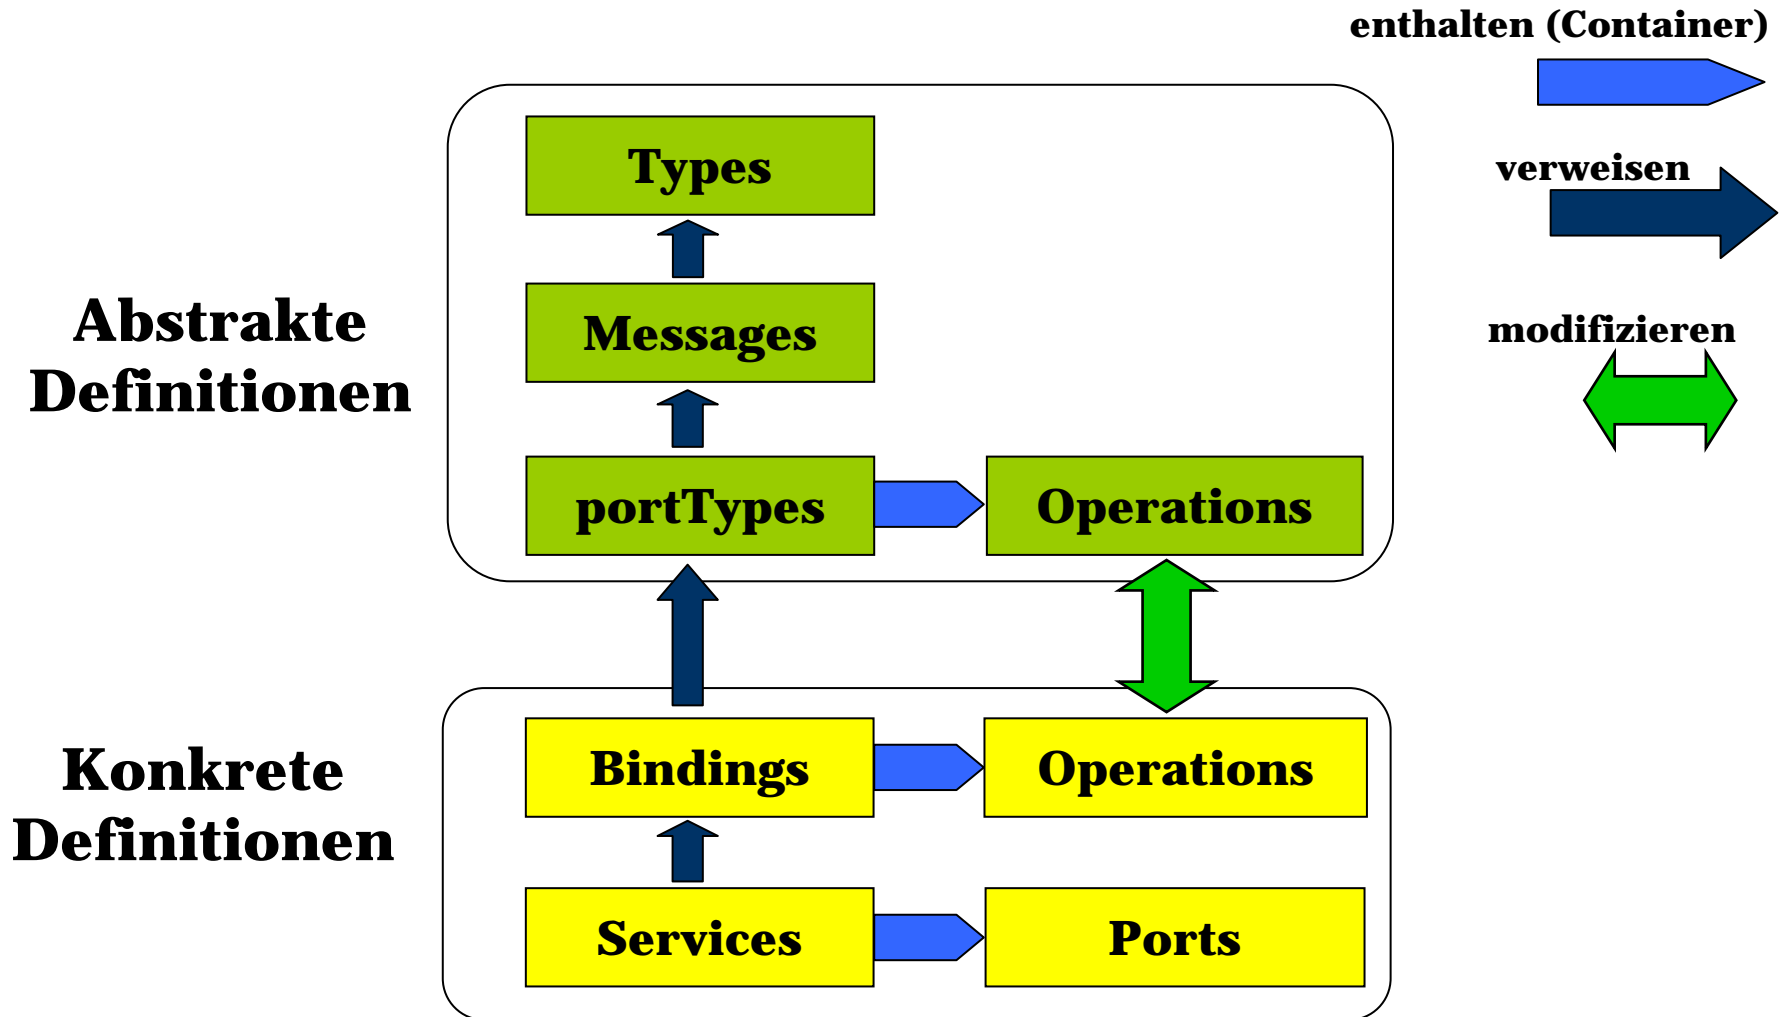 enthalten (Container)
verweisen
modifizieren
Abstrakte
Definitionen
Types
Messages
portTypes
Operations
Konkrete
Definitionen
Bindings
Operations
Services
Ports